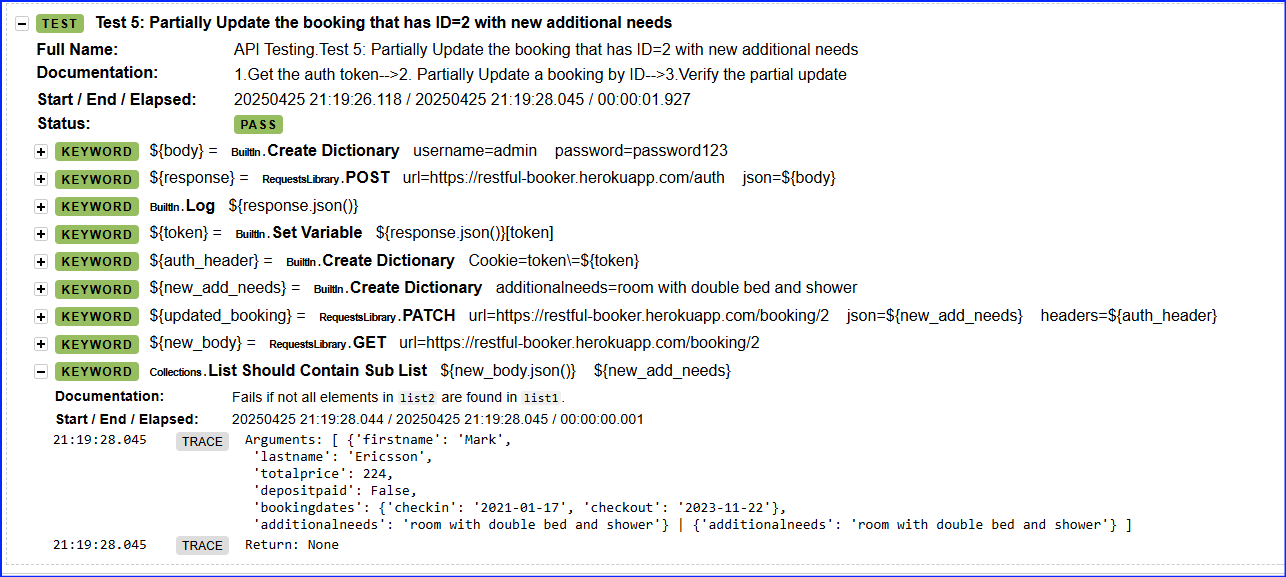 TEST Test 5: Partially Update the booking that has ID=2 with new additional needs
Full Name: API Testing.Test 5: Partially Update the booking that has ID=2 with new additional needs
Documentation: 1.Get the auth token-->2. Partially Update a booking by ID-->3.Verify the partial update
Start / End / Elapsed: 20250425 21:19:26.118 / 20250425 21:19:28.045 / 00:00:01.927
Status: PASS
KEYWORD ${body} = BuiltIn.Create Dictionary username=admin password=password123
KEYWORD ${response} = RequestsLibrary.POST url=https://restful-booker.herokuapp.com/auth json=${body}
KEYWORD BuiltIn.Log ${response.json()}
KEYWORD ${token} = BuiltIn.Set Variable ${response.json()}[token]
KEYWORD ${auth_header} = BuiltIn.Create Dictionary Cookie=token\=${token}
KEYWORD ${new_add_needs} = BuiltIn.Create Dictionary additionalneeds=room with double bed and shower
KEYWORD ${updated_booking} = RequestsLibrary.PATCH url=https://restful-booker.herokuapp.com/booking/2 json=${new_add_needs} headers=${auth_header}
KEYWORD ${new_body} = RequestsLibrary.GET url=https://restful-booker.herokuapp.com/booking/2
KEYWORD Collections.List Should Contain Sub List ${new_body.json()} ${new_add_needs}
Documentation: Fails if not all elements in list2 are found in list1.
Start / End / Elapsed: 20250425 21:19:28.044 / 20250425 21:19:28.045 / 00:00:00.001
21:19:28.045 TRACE Arguments: [ {'firstname': 'Mark',
'lastname': 'Ericsson',
'totalprice': 224,
'depositpaid': False,
'bookingdates': {'checkin': '2021-01-17', 'checkout': '2023-11-22'},
'additionalneeds': 'room with double bed and shower'} | {'additionalneeds': 'room with double bed and shower'} ]
21:19:28.045 TRACE Return: None